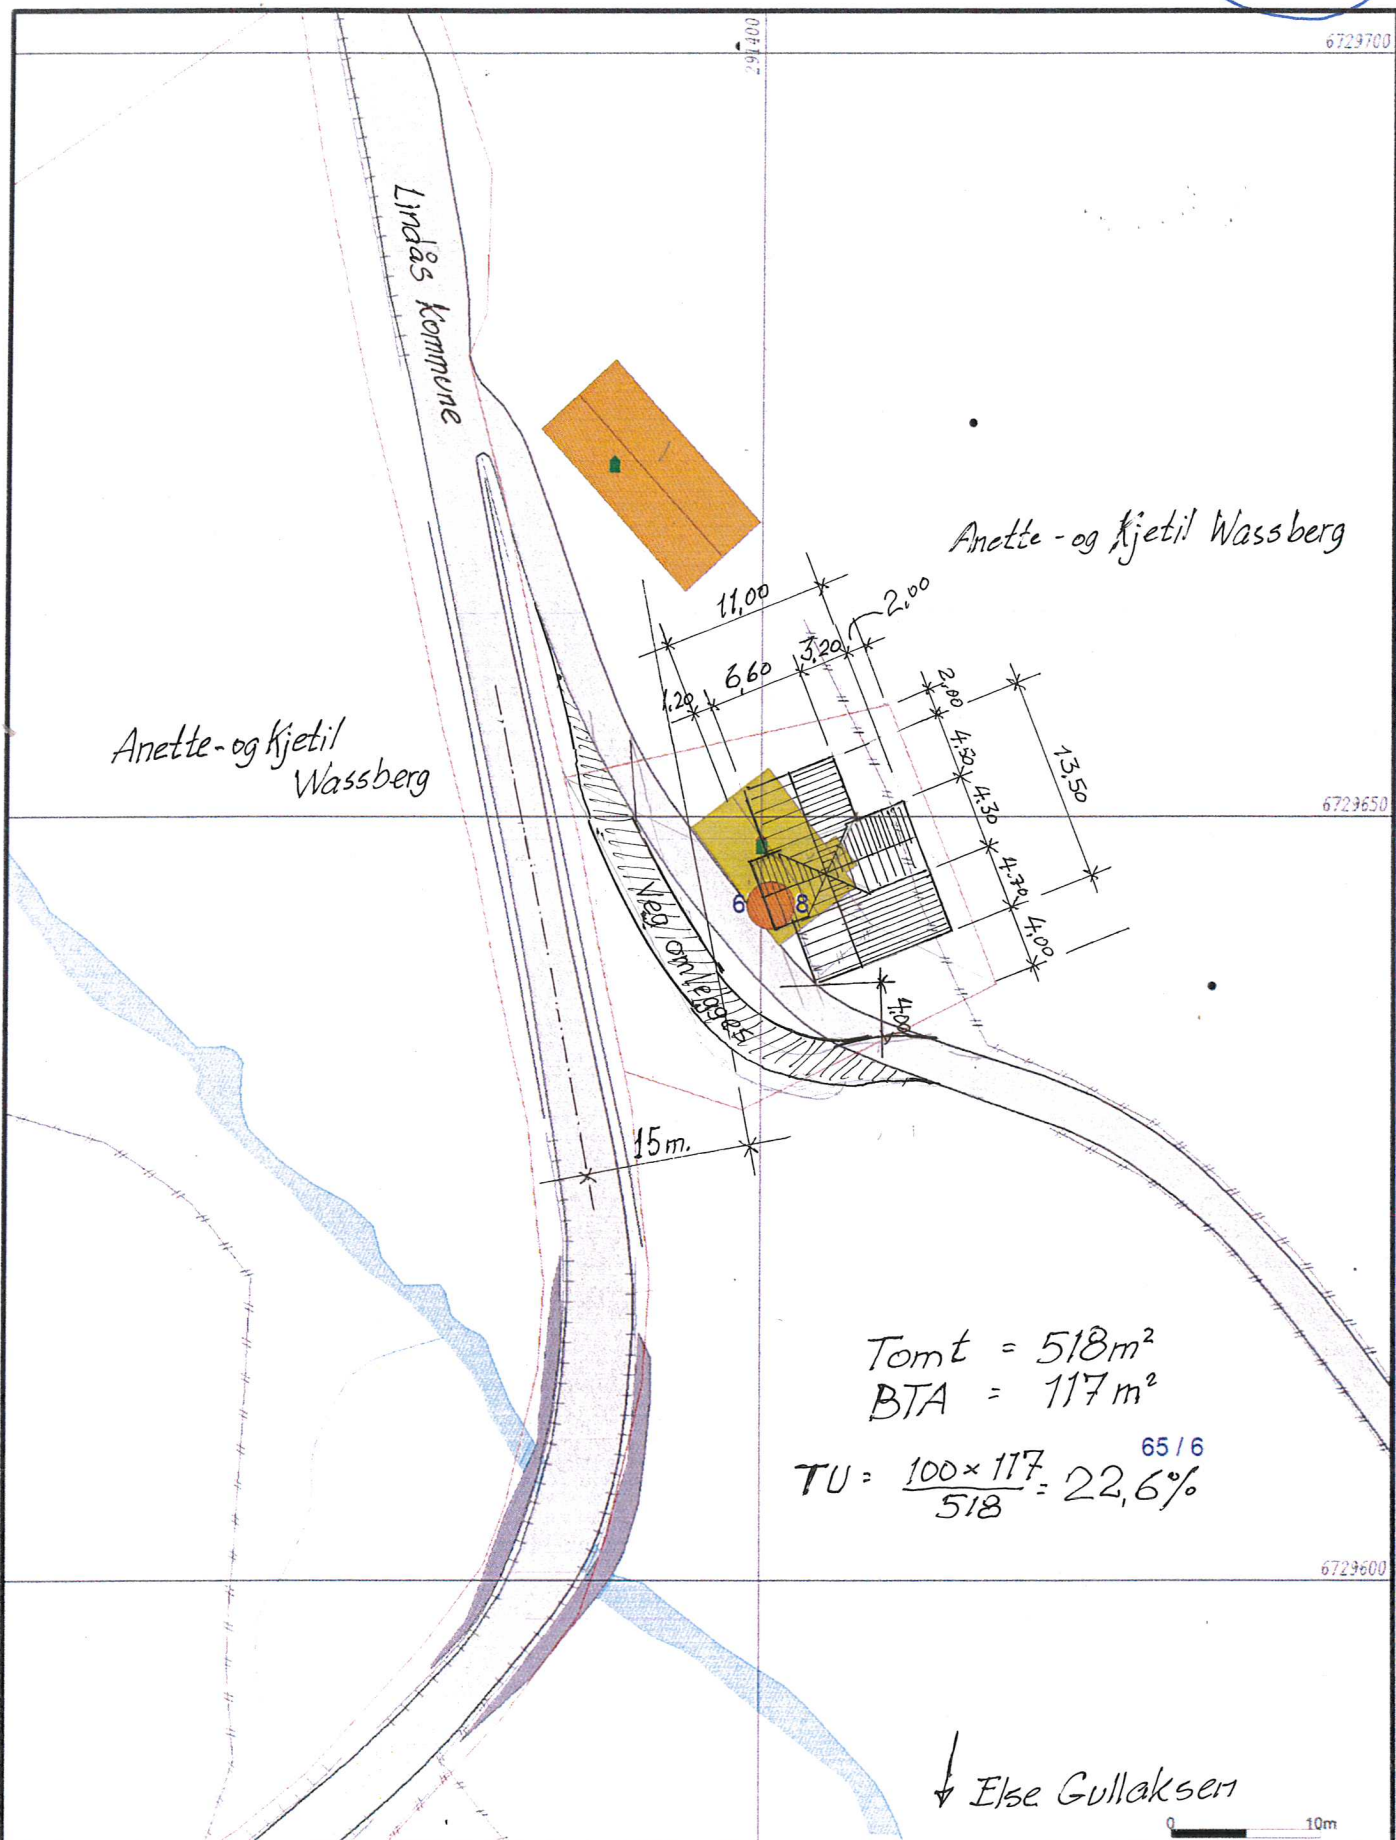 6729700
291400
Lindås Kommune
Anette - og Kjetil Wassberg
11,00
2,00
3,20
6,60
1,20
2,00
4,50
13,50
4,30
4,70
4,00
Anette - og Kjetil
Wassberg
6729650
6 8
Veg omlegges
4,00
15 m.
Tomt = 518 m²
BTA = 117 m²
65 / 6
TU = 100 × 117 / 518 = 22,6%
6729600
Else Gullaksen
0 10m